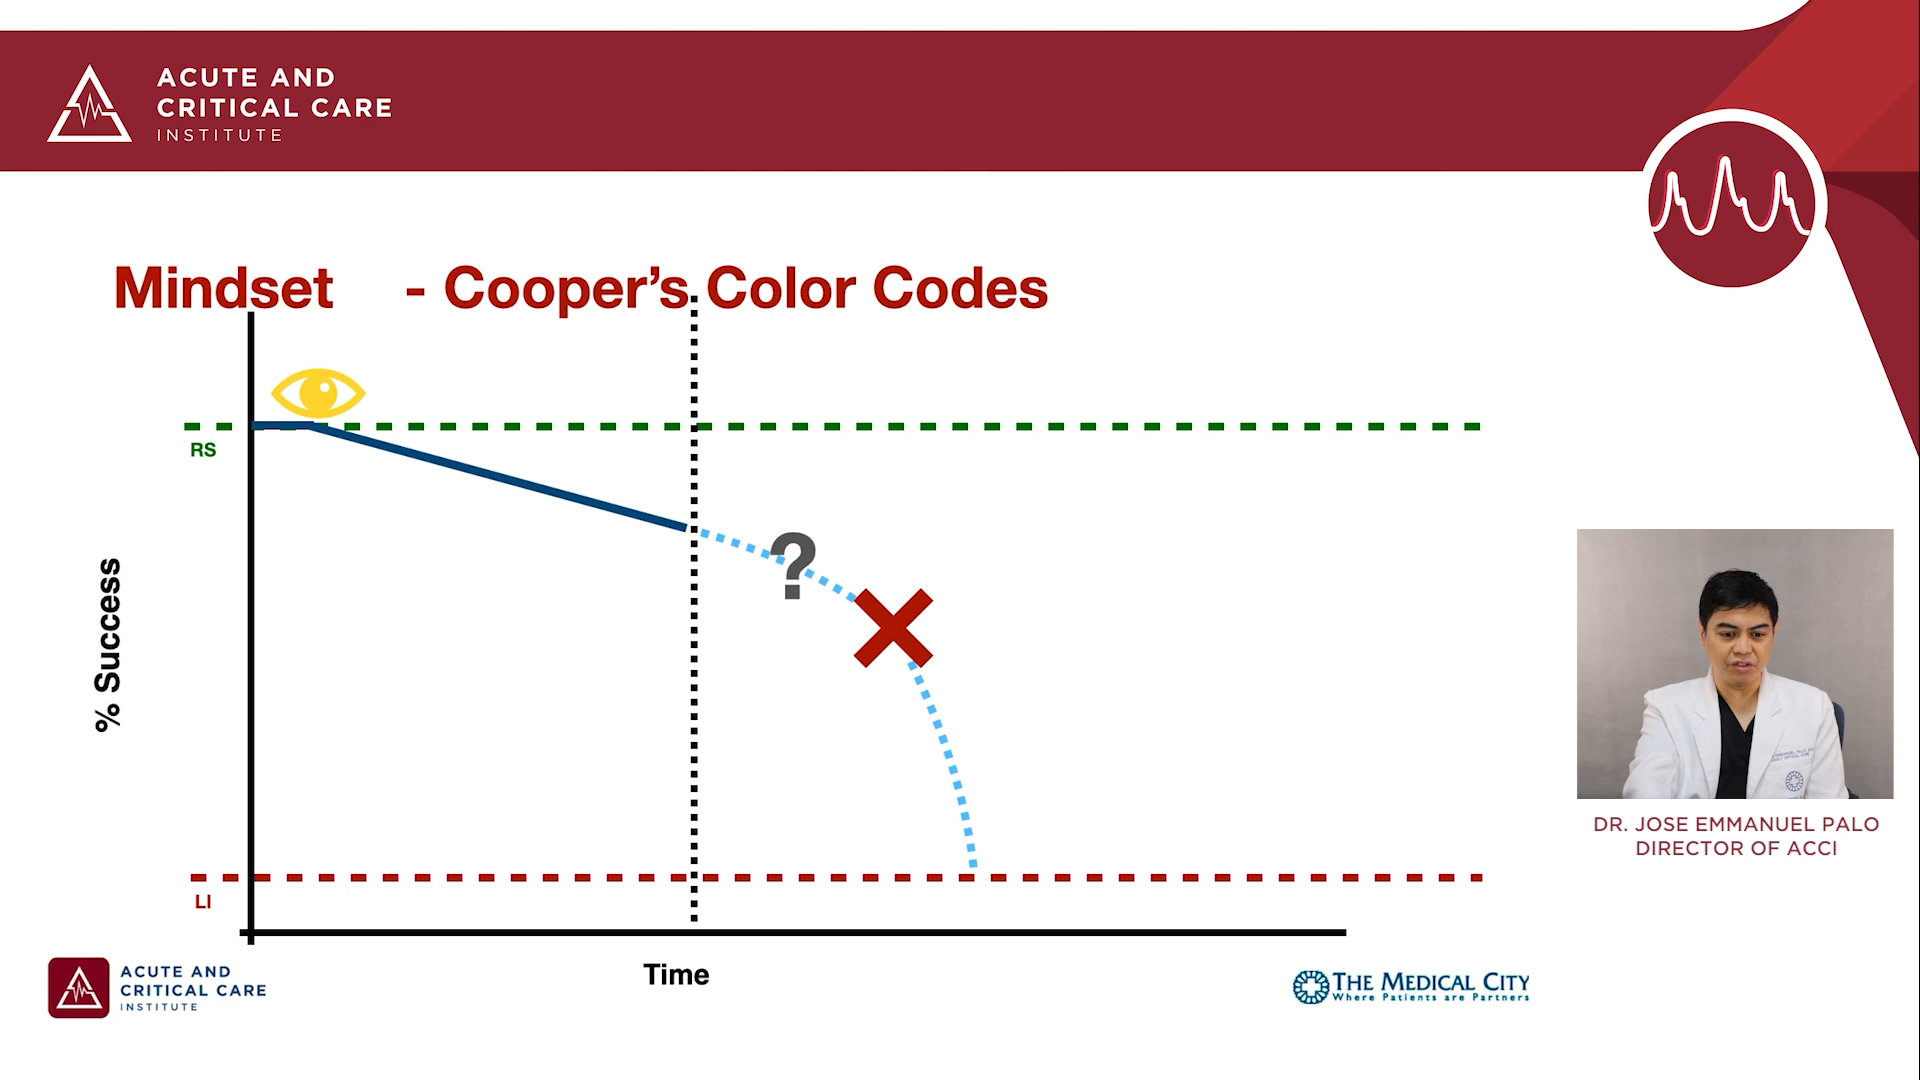 ACUTE AND
CRITICAL CARE
INSTITUTE
Mindset - Cooper's Color Codes
RS
?
% Success
LI
Time
DR. JOSE EMMANUEL PALO
DIRECTOR OF ACCI
ACUTE AND
CRITICAL CARE
INSTITUTE
THE MEDICAL CITY
Where Patients are Partners